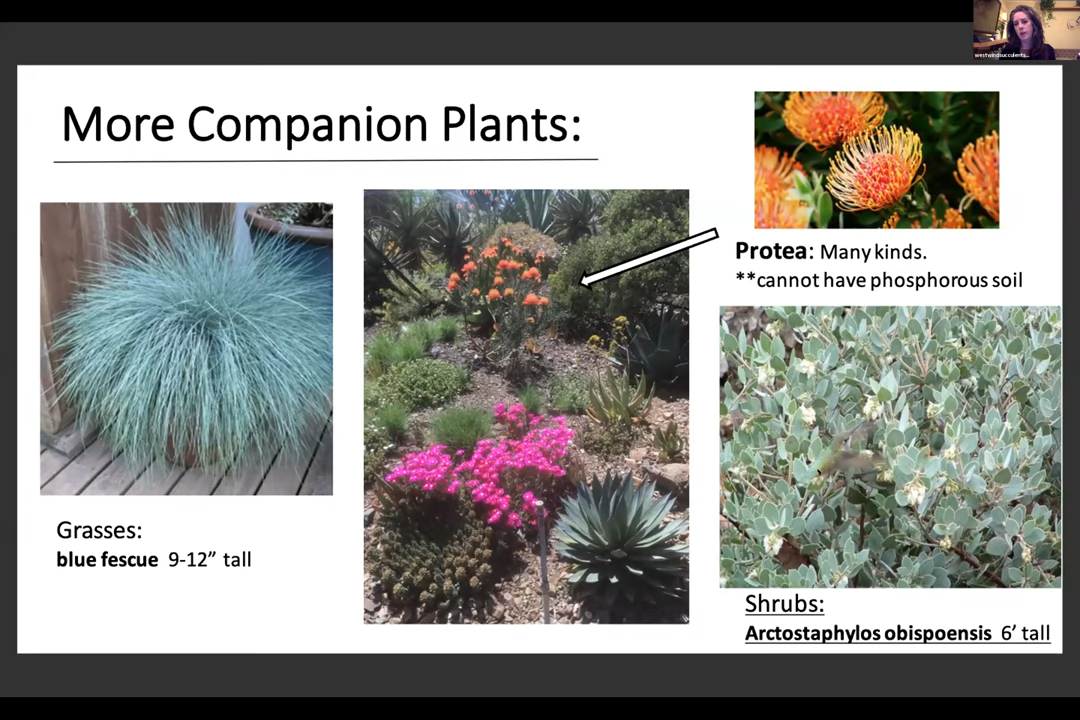 westwindsucculents...
More Companion Plants:
Protea: Many kinds.
**cannot have phosphorous soil
Grasses:
blue fescue 9-12” tall
Shrubs:
Arctostaphylos obispoensis 6’ tall